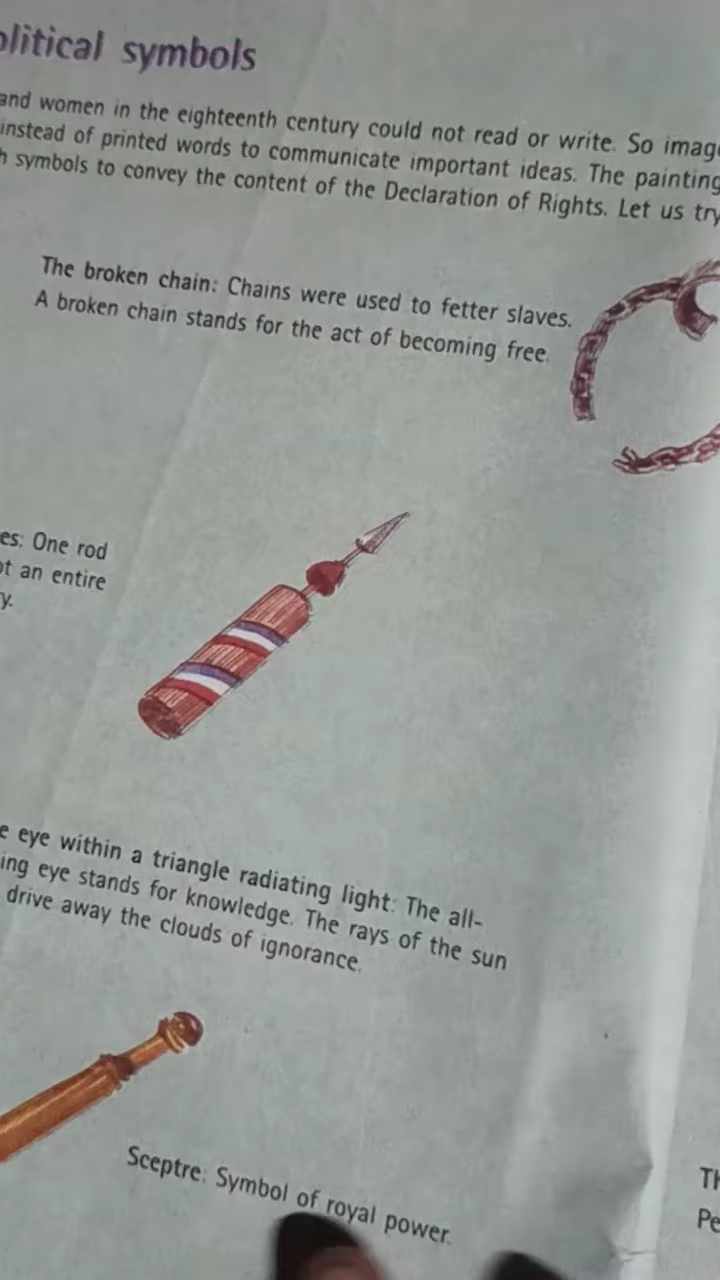 olitical symbols
and women in the eighteenth century could not read or write. So imag
instead of printed words to communicate important ideas. The painting
h symbols to convey the content of the Declaration of Rights. Let us try
The broken chain: Chains were used to fetter slaves.
A broken chain stands for the act of becoming free.
es: One rod
ot an entire
y.
e eye within a triangle radiating light: The all-
ing eye stands for knowledge. The rays of the sun
drive away the clouds of ignorance.
Sceptre: Symbol of royal power.
Th
Pe